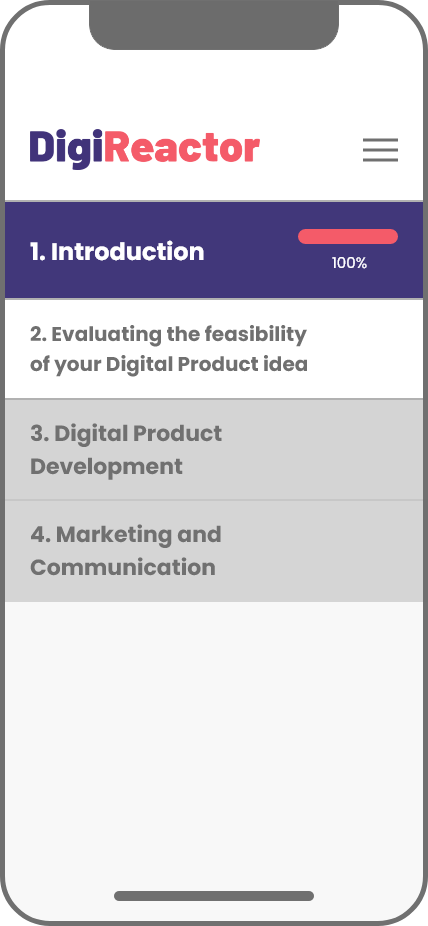 DigiReactor
1. Introduction
100%
2. Evaluating the feasibility
of your Digital Product idea
3. Digital Product
Development
4. Marketing and
Communication